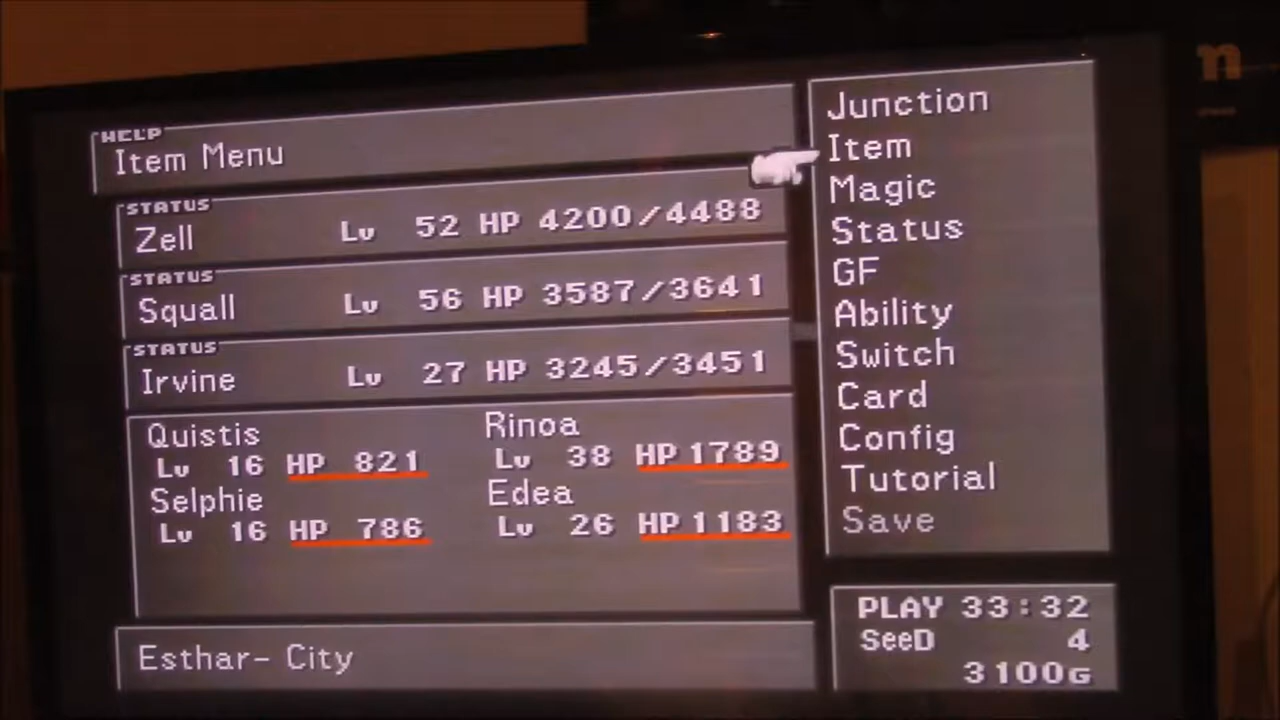 HELP
Item Menu
STATUS
Zell Lv 52 HP 4200/4488
STATUS
Squall Lv 56 HP 3587/3641
STATUS
Irvine Lv 27 HP 3245/3451
Quistis
Lv 16 HP 821
Rinoa
Lv 38 HP 1789
Selphie
Lv 16 HP 786
Edea
Lv 26 HP 1183
Esthar- City
Junction
Item
Magic
Status
GF
Ability
Switch
Card
Config
Tutorial
Save
PLAY 33:32
SeeD 4
3100G
n